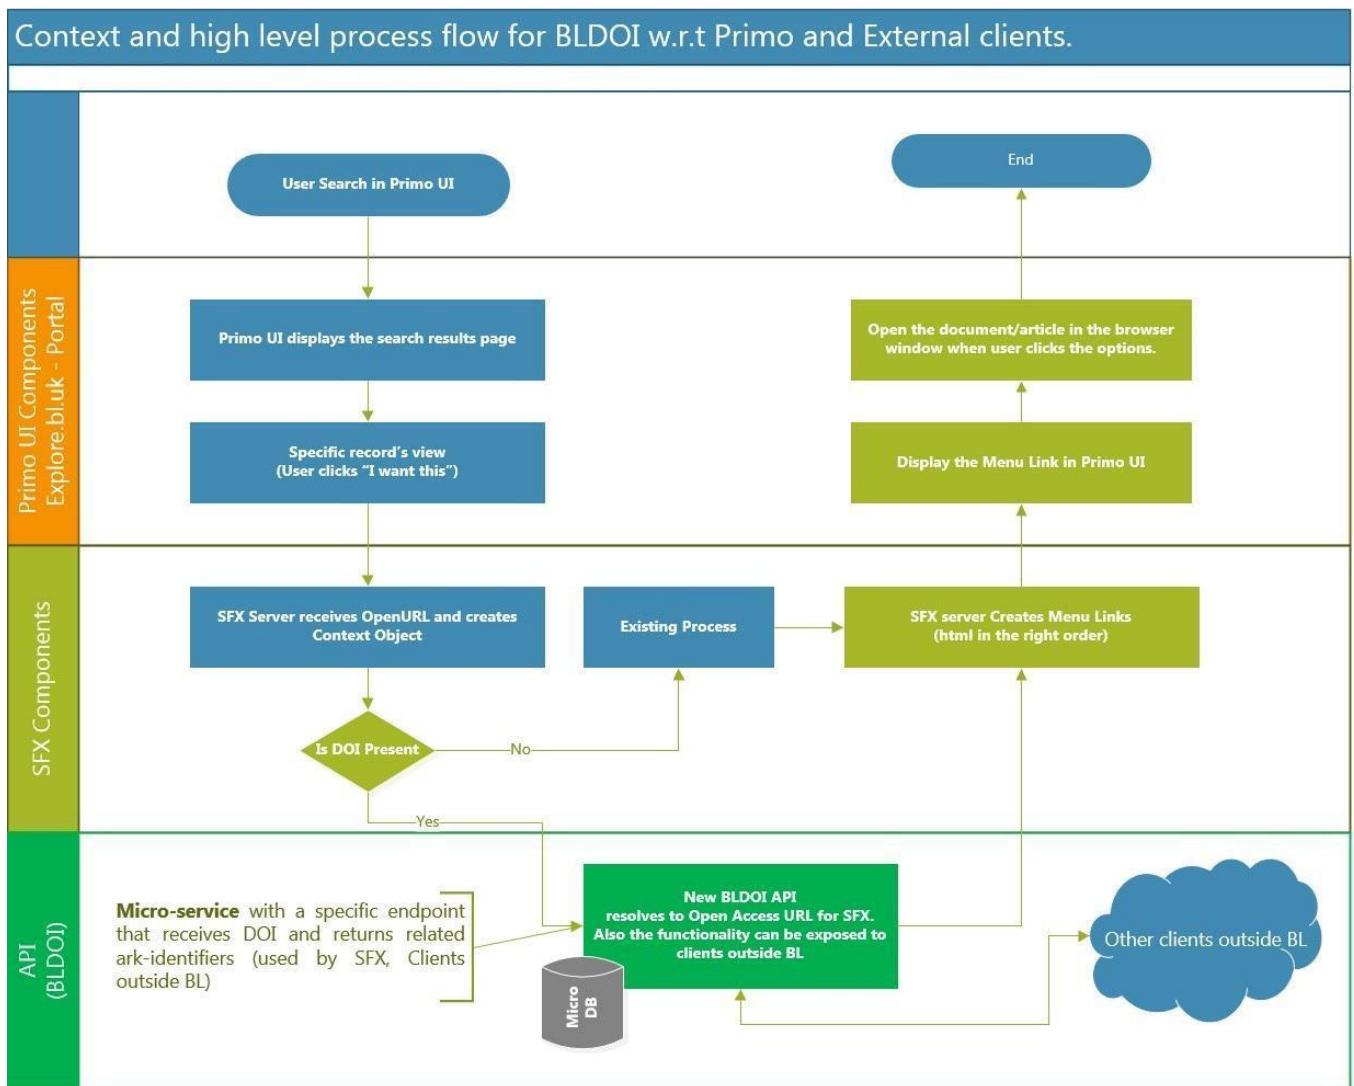 Context and high level process flow for BLDOI w.r.t Primo and External clients.
User Search in Primo UI
End
Primo UI Components
Explore.bl.uk - Portal
Primo UI displays the search results page
Open the document/article in the browser
window when user clicks the options.
Specific record's view
(User clicks “I want this”)
Display the Menu Link in Primo UI
SFX Components
SFX Server receives OpenURL and creates
Context Object
Existing Process
SFX server Creates Menu Links
(html in the right order)
Is DOI Present
No
Yes
API
(BLDOI)
Micro-service with a specific endpoint
that receives DOI and returns related
ark-identifiers (used by SFX, Clients
outside BL)
New BLDOI API
resolves to Open Access URL for SFX.
Also the functionality can be exposed to
clients outside BL
Micro
DB
Other clients outside BL